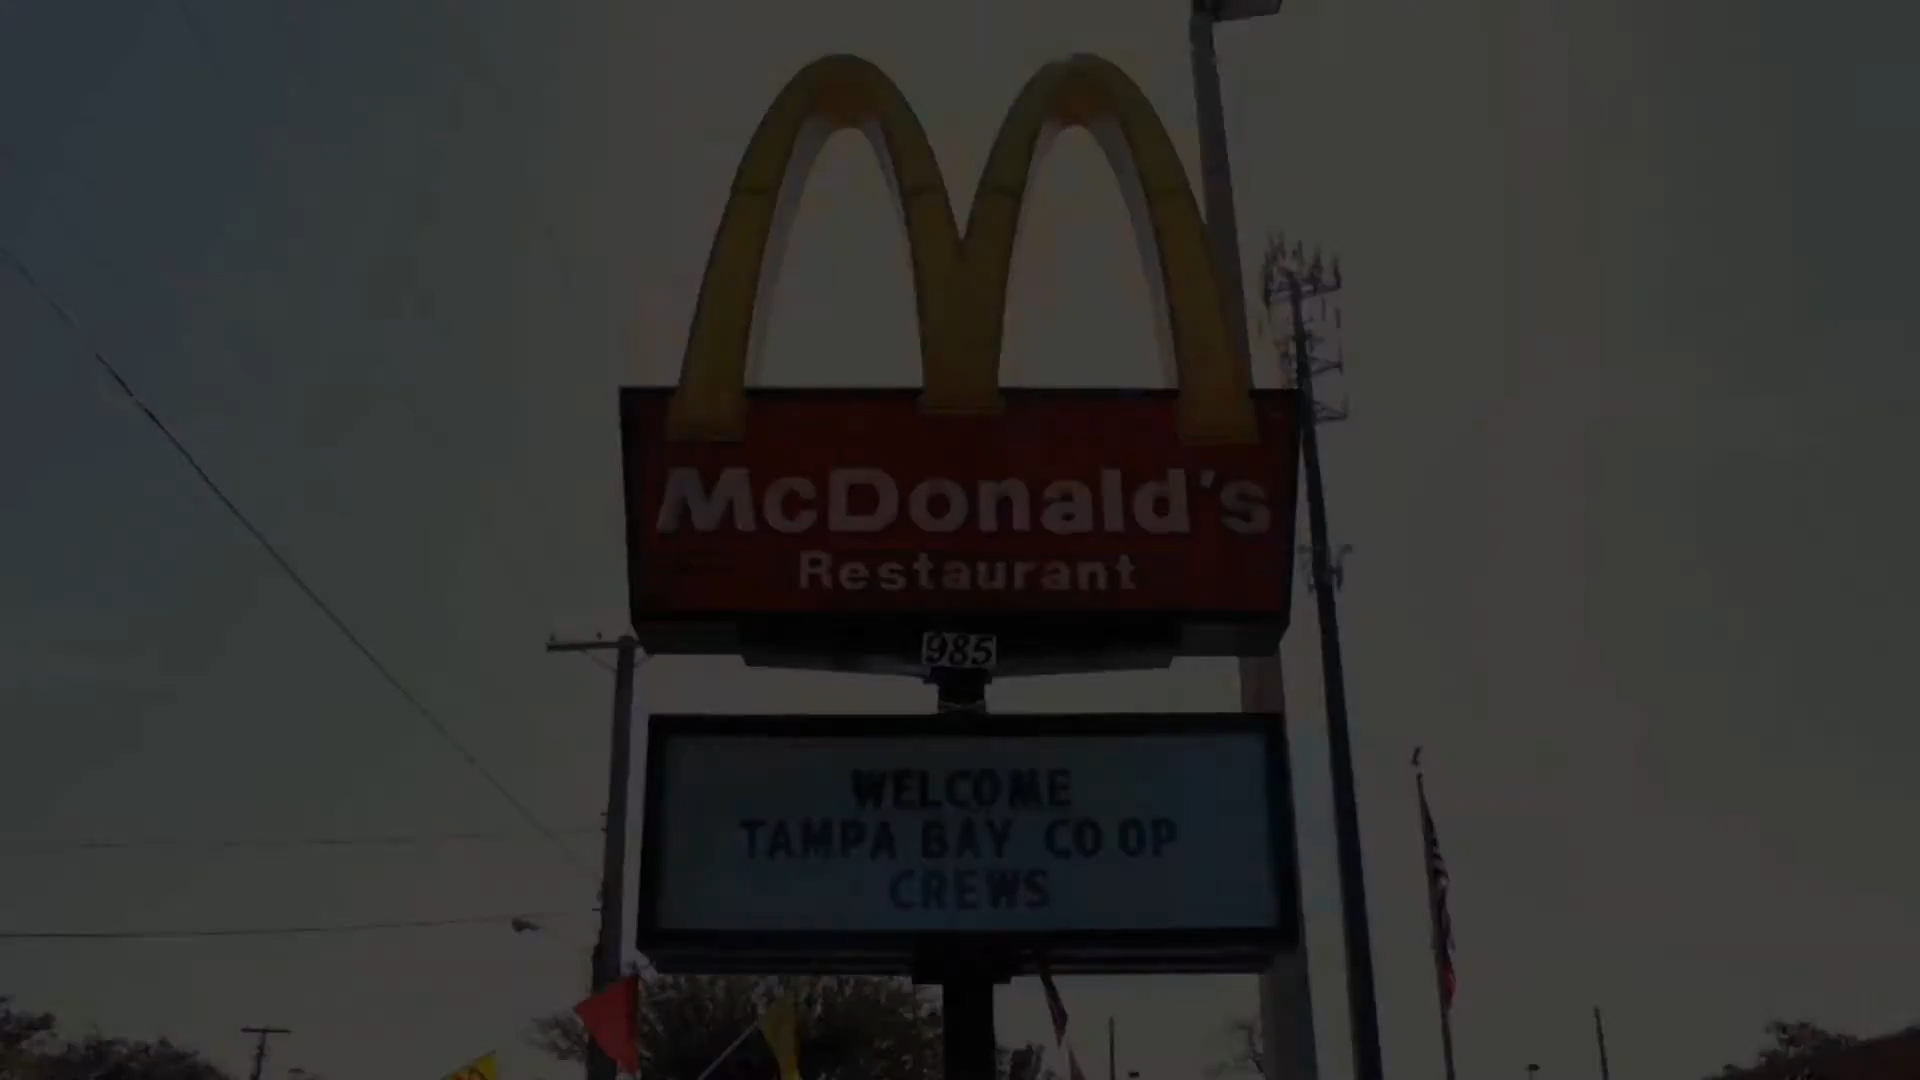 McDonald's
Restaurant
985
WELCOME
TAMPA BAY CO OP
CREWS